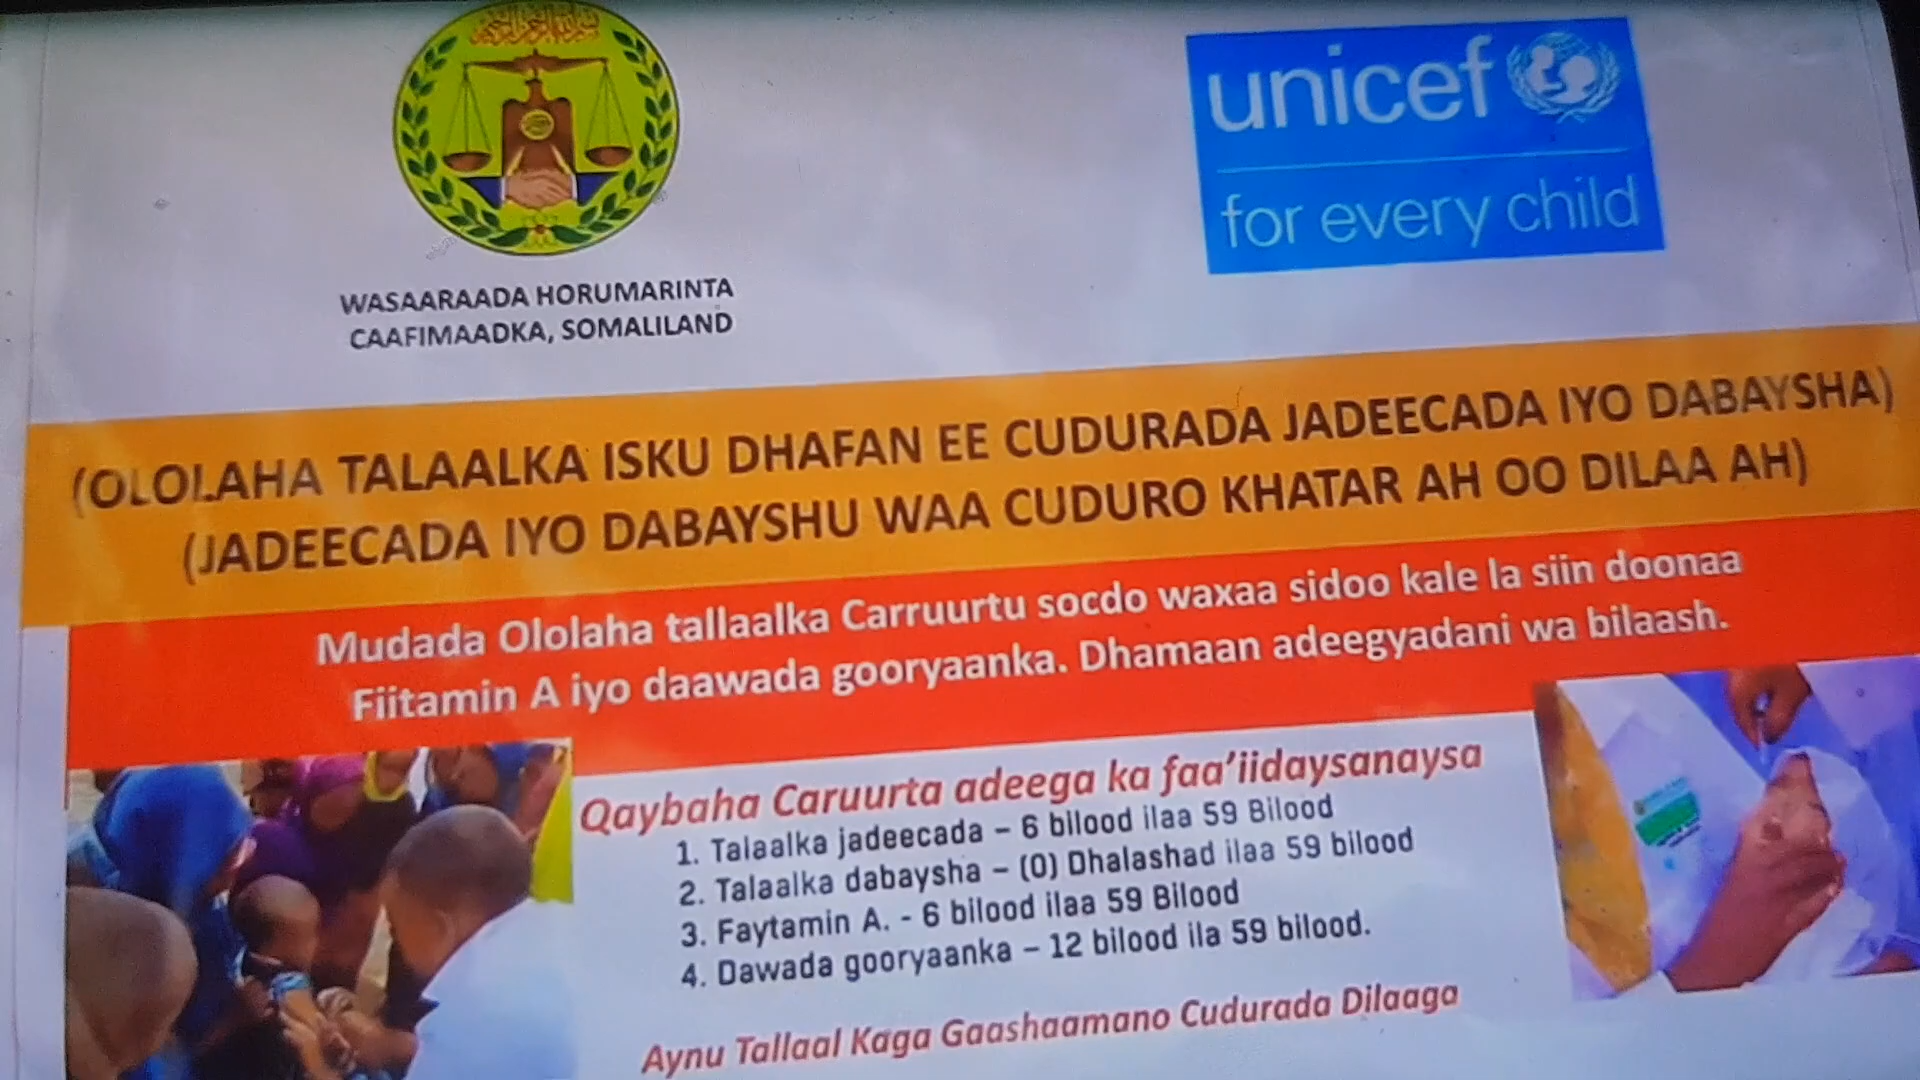 unicef
for every child
WASAARAADA HORUMARINTA
CAAFIMAADKA, SOMALILAND
(OLOLAHA TALAALKA ISKU DHAFAN EE CUDURADA JADEECADA IYO DABAYSHA)
(JADEECADA IYO DABAYSHU WAA CUDURO KHATAR AH OO DILAA AH)
Mudada Ololaha tallaalka Carruurtu socdo waxaa sidoo kale la siin doonaa
Fiitamin A iyo daawada gooryaanka. Dhamaan adeegyadani wa bilaash.
Qaybaha Caruurta adeega ka faa'iidaysanaysa
1. Talaalka jadeecada – 6 bilood ilaa 59 Bilood
2. Talaalka dabaysha – (0) Dhalashad ilaa 59 bilood
3. Faytamin A. - 6 bilood ilaa 59 Bilood
4. Dawada gooryaanka – 12 bilood ila 59 bilood.
Aynu Tallaal Kaga Gaashaamano Cudurada Dilaaga